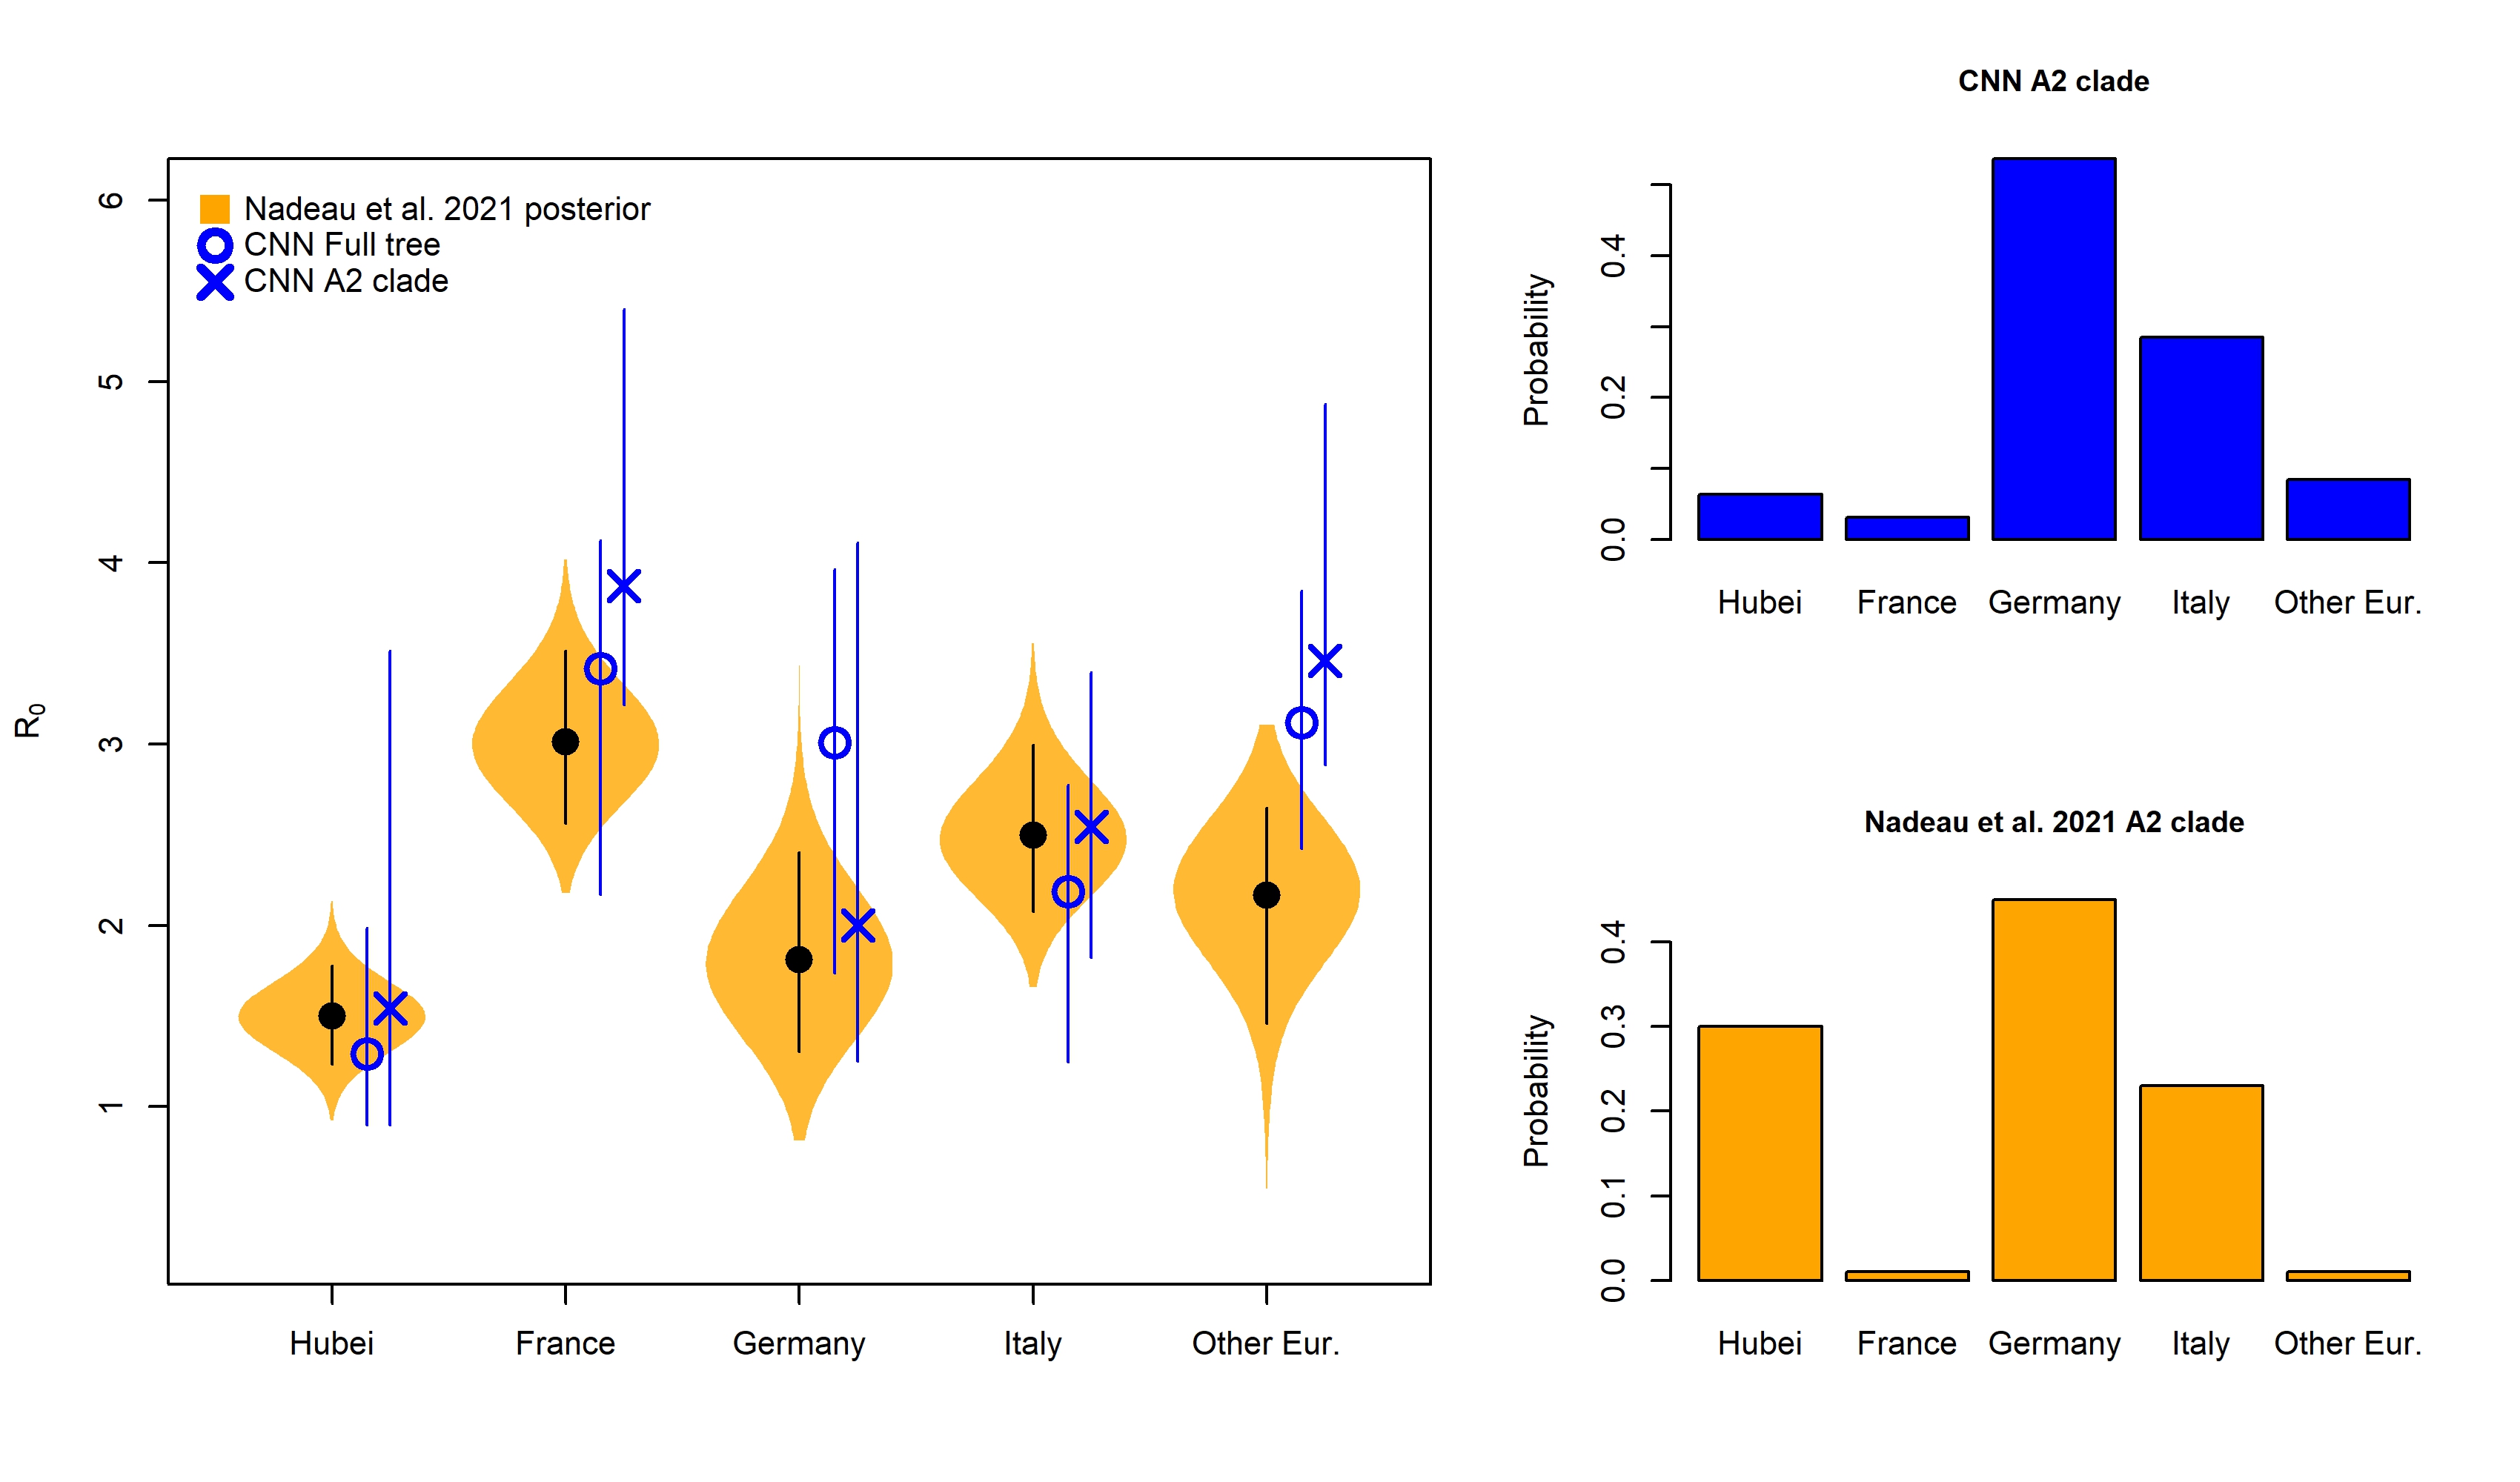 Nadeau et al. 2021 posterior
CNN Full tree
CNN A2 clade
R0
6
5
4
3
2
1
Hubei France Germany Italy Other Eur.
CNN A2 clade
Probability
0.4
0.2
0.0
Hubei France Germany Italy Other Eur.
Nadeau et al. 2021 A2 clade
Probability
0.4
0.3
0.2
0.1
0.0
Hubei France Germany Italy Other Eur.